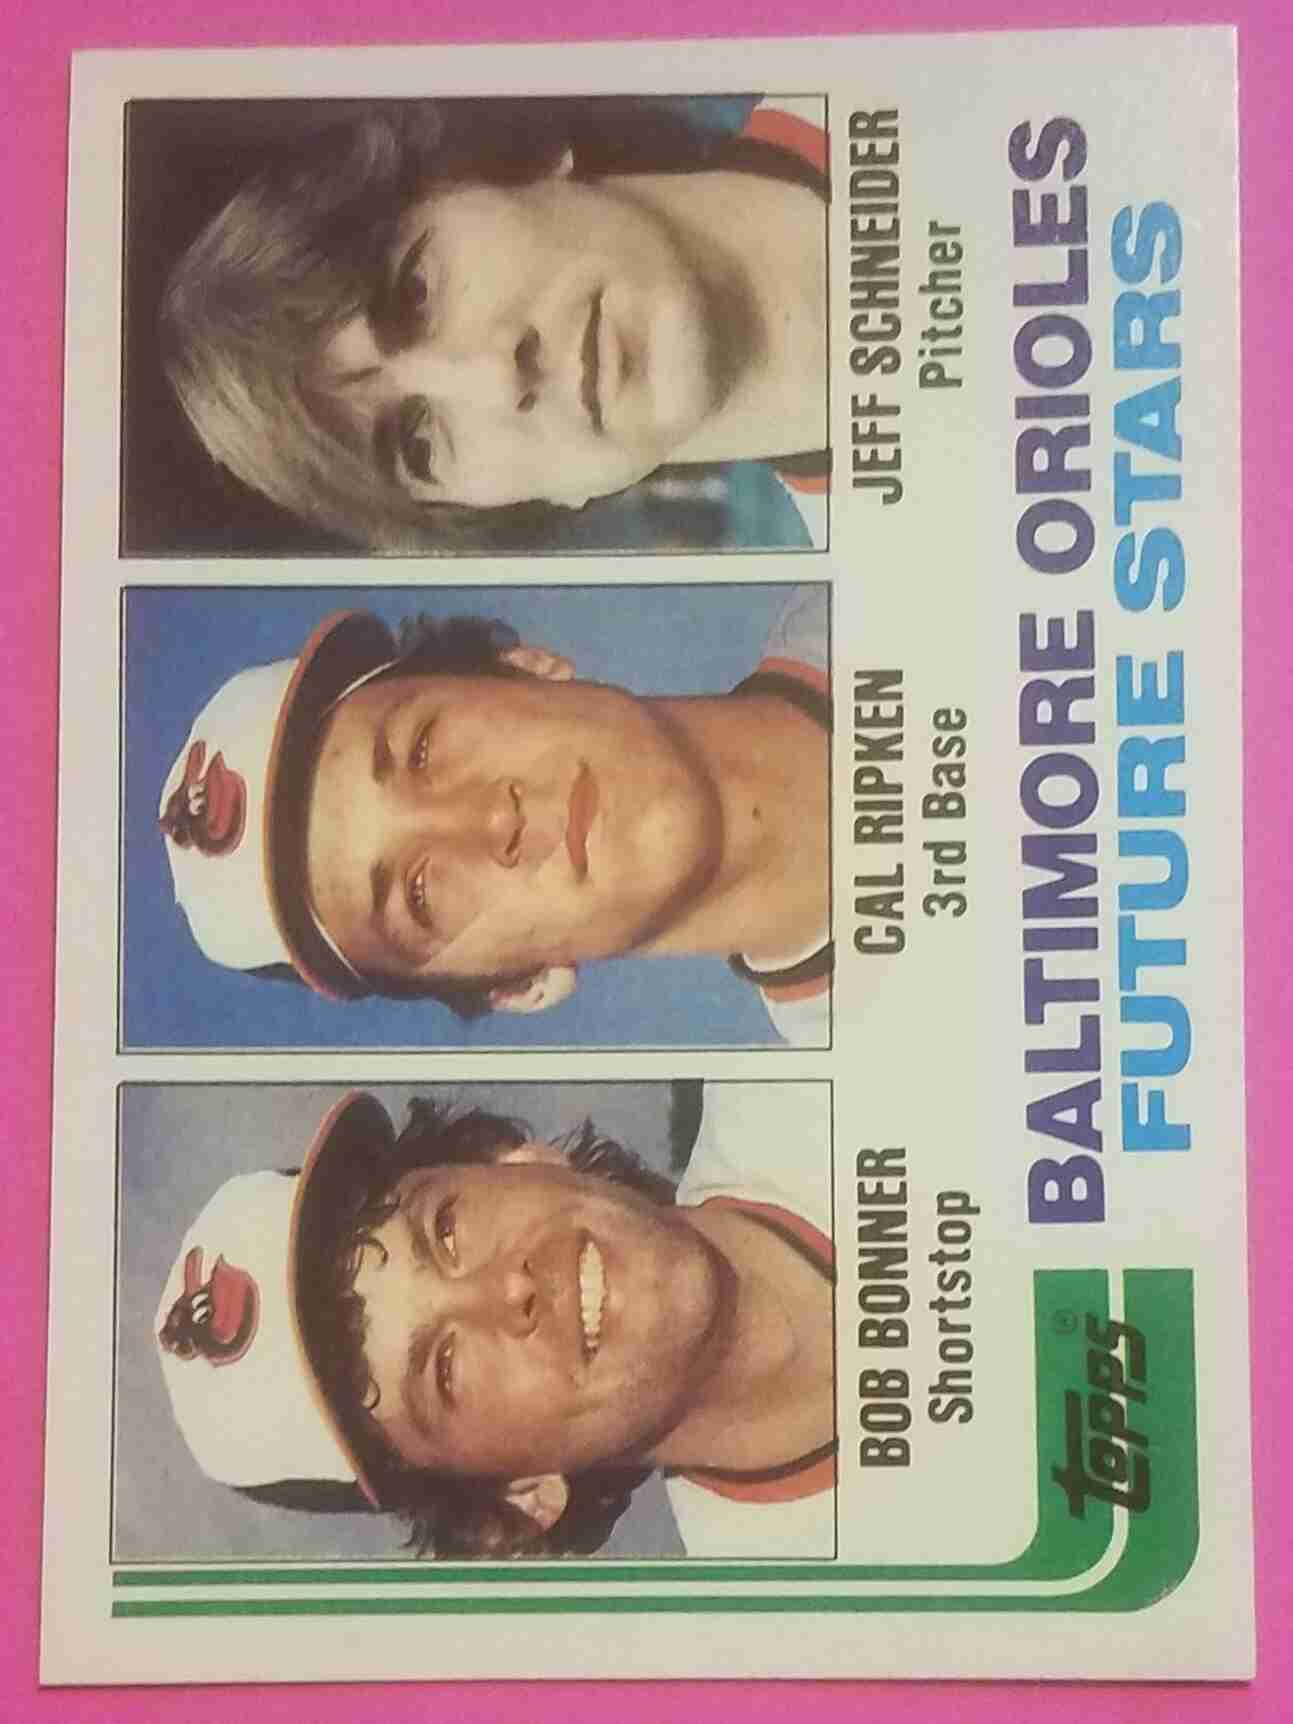 BOB BONNER
Shortstop
CAL RIPKEN
3rd Base
JEFF SCHNEIDER
Pitcher
topps®
BALTIMORE ORIOLES
FUTURE STARS